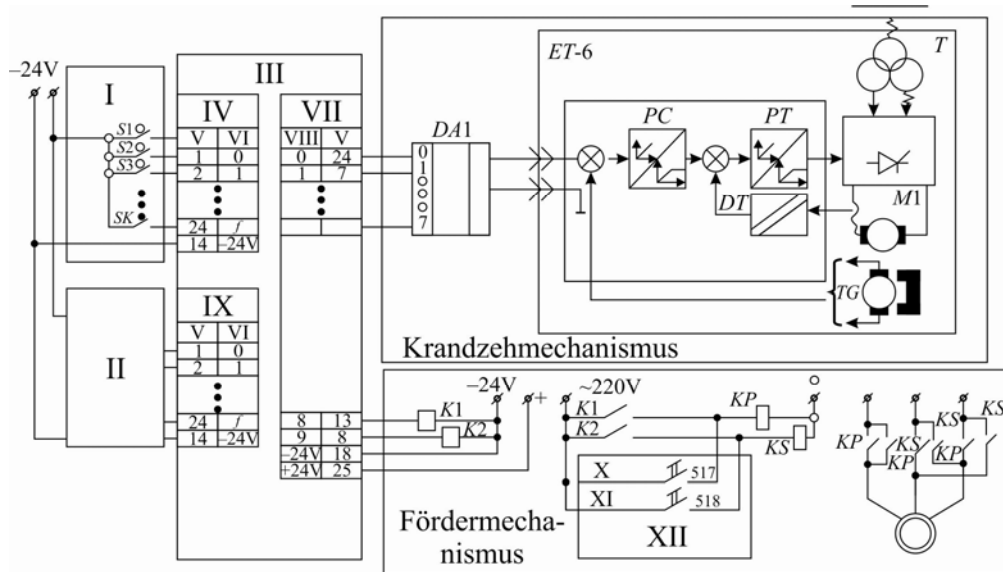 –24V
I
S1
S2
S3
SK
II
III
IV
V VI
1 0
2 1
24 f
14 –24V
VII
VIII V
0 24
1 7
IX
V VI
1 0
2 1
24 f
14 –24V
8 13
9 8
–24V 18
+24V 25
DA1
0
1
7
ET-6
T
PC
PT
DT
M1
TG
Krandzehmechanismus
–24V
+
K1
K2
~220V
K1
K2
KP
KS
X
517
XI
518
XII
KP
KS
KP
KP
KS
KS
Fördermecha-
nismus